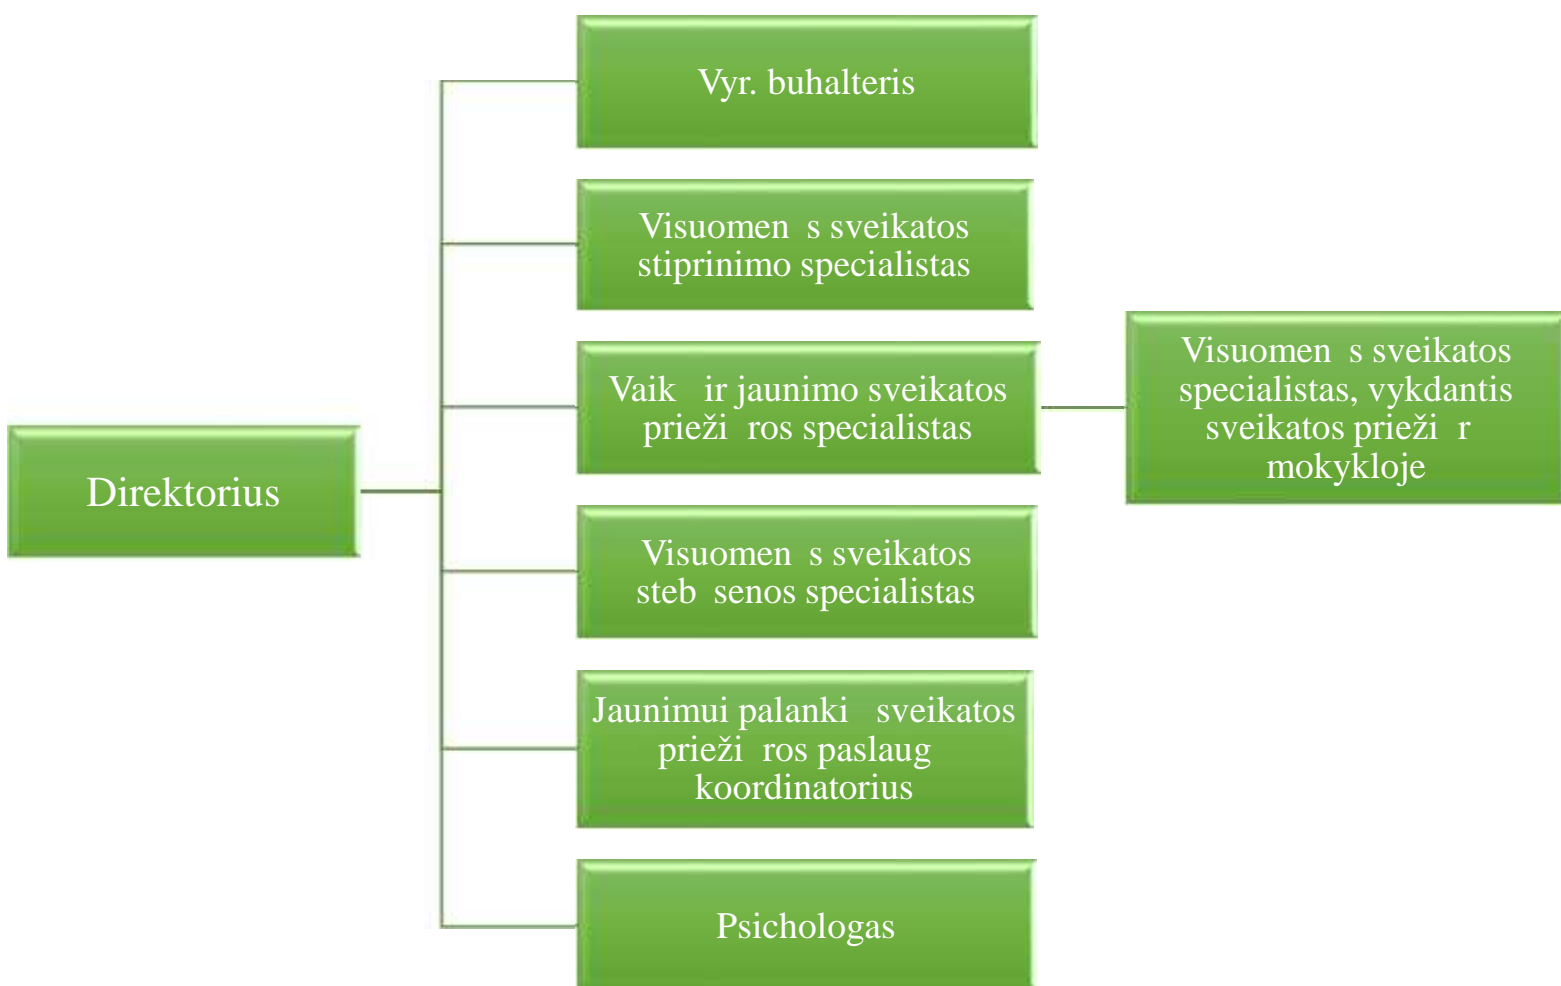 Vyr. buhalteris
Visuomen s sveikatos
stiprinimo specialistas
Vaik ir jaunimo sveikatos
prieži ros specialistas
Visuomen s sveikatos
specialistas, vykdantis
sveikatos prieži r
mokykloje
Direktorius
Visuomen s sveikatos
steb senos specialistas
Jaunimui palanki sveikatos
prieži ros paslaug
koordinatorius
Psichologas